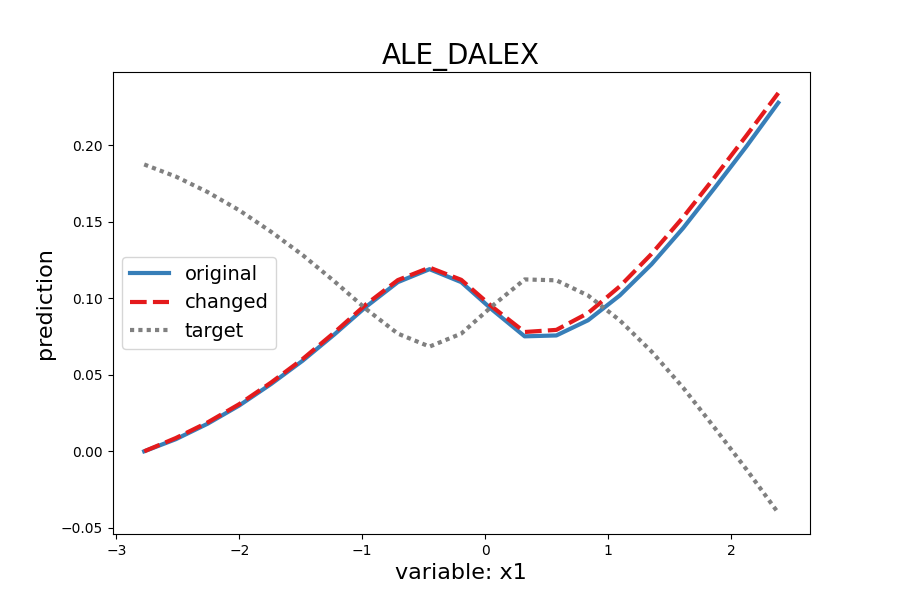 ALE_DALEX
prediction
0.20
0.15
0.10
0.05
0.00
−0.05
original
changed
target
−3
−2
−1
0
1
2
variable: x1